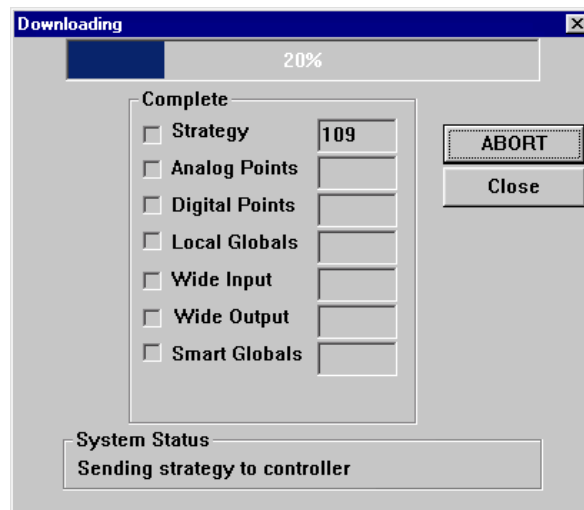 Downloading
20%
Complete
Strategy 109
Analog Points
Digital Points
Local Globals
Wide Input
Wide Output
Smart Globals
ABORT
Close
System Status
Sending strategy to controller